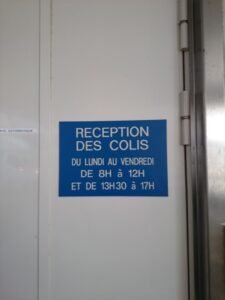 RECEPTION
DES COLIS
DU LUNDI AU VENDREDI
DE 8H à 12H
ET DE 13H30 à 17H